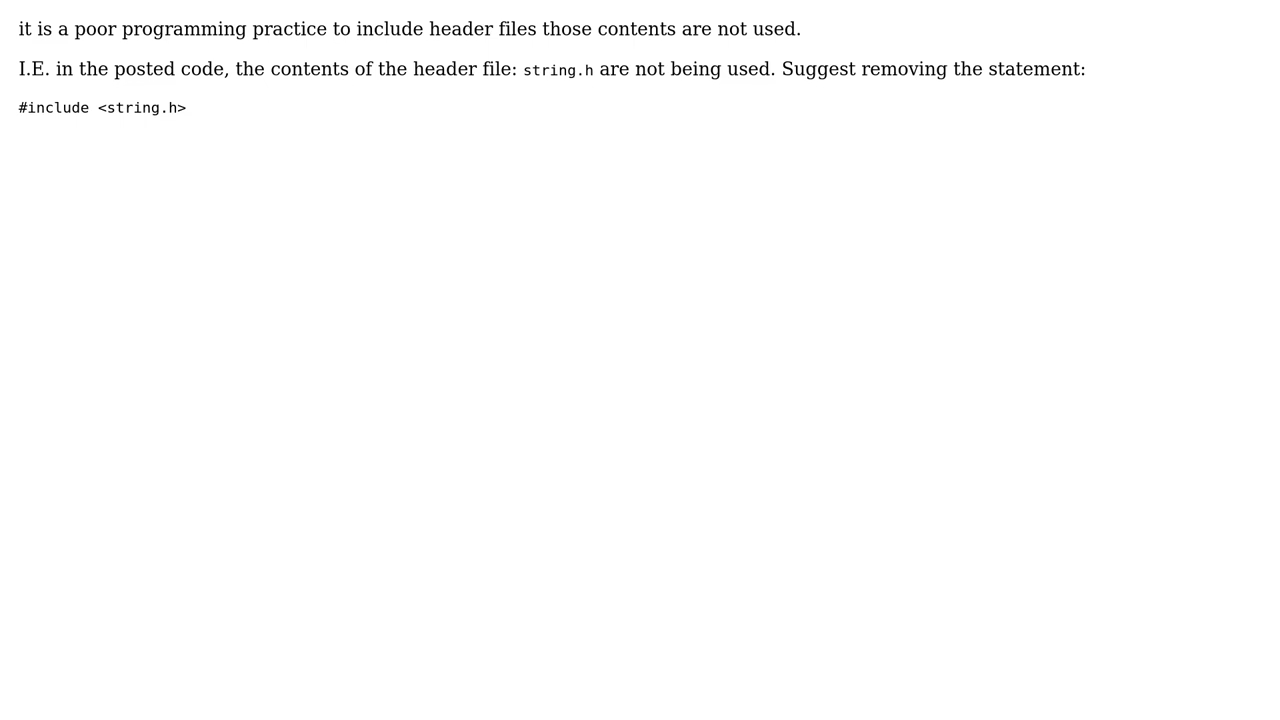 it is a poor programming practice to include header files those contents are not used.
I.E. in the posted code, the contents of the header file: string.h are not being used. Suggest removing the statement:
#include <string.h>